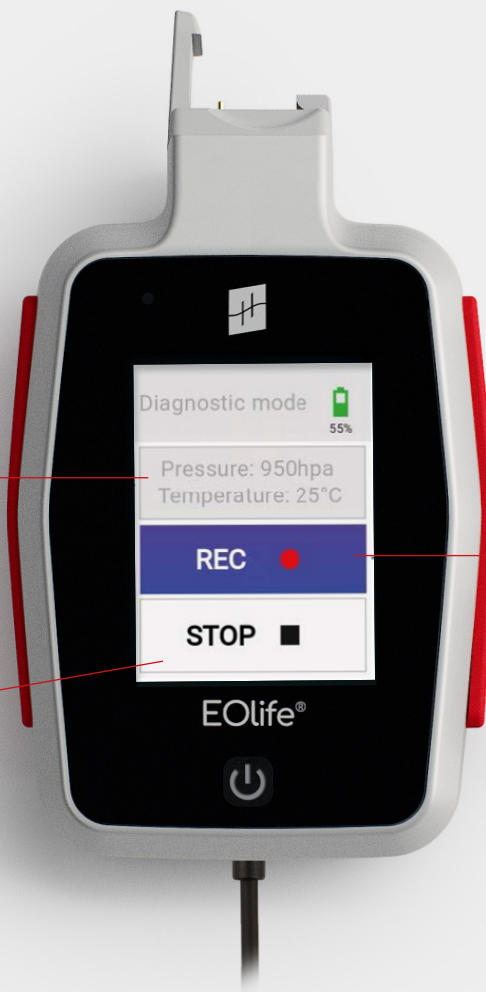 Diagnostic mode
55%
Pressure: 950hpa
Temperature: 25°C
REC
STOP
EOlife®